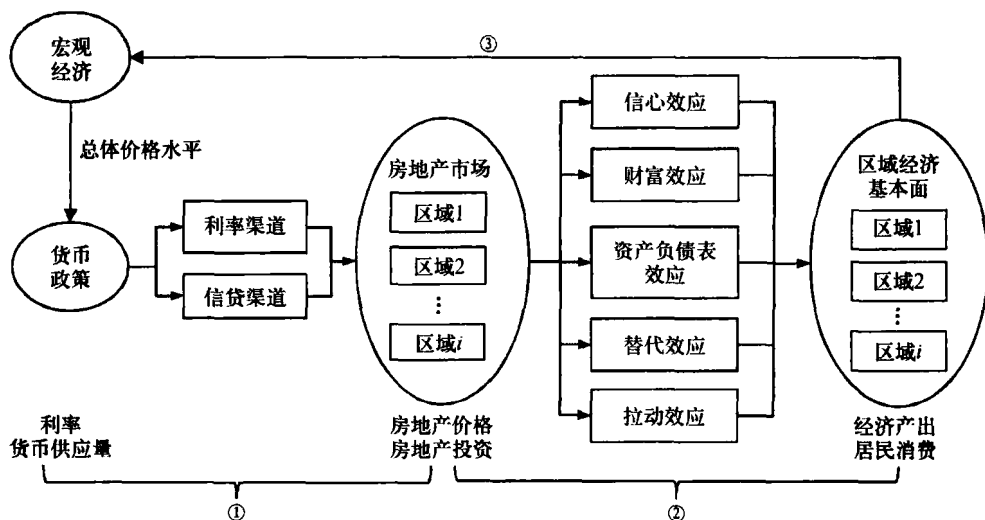 ③
宏观
经济
总体价格水平
货币
政策
利率渠道
信贷渠道
房地产市场
区域1
区域2
⋮
区域i
信心效应
财富效应
资产负债表
效应
替代效应
拉动效应
区域经济
基本面
区域1
区域2
⋮
区域i
利率
货币供应量
房地产价格
房地产投资
经济产出
居民消费
①
②